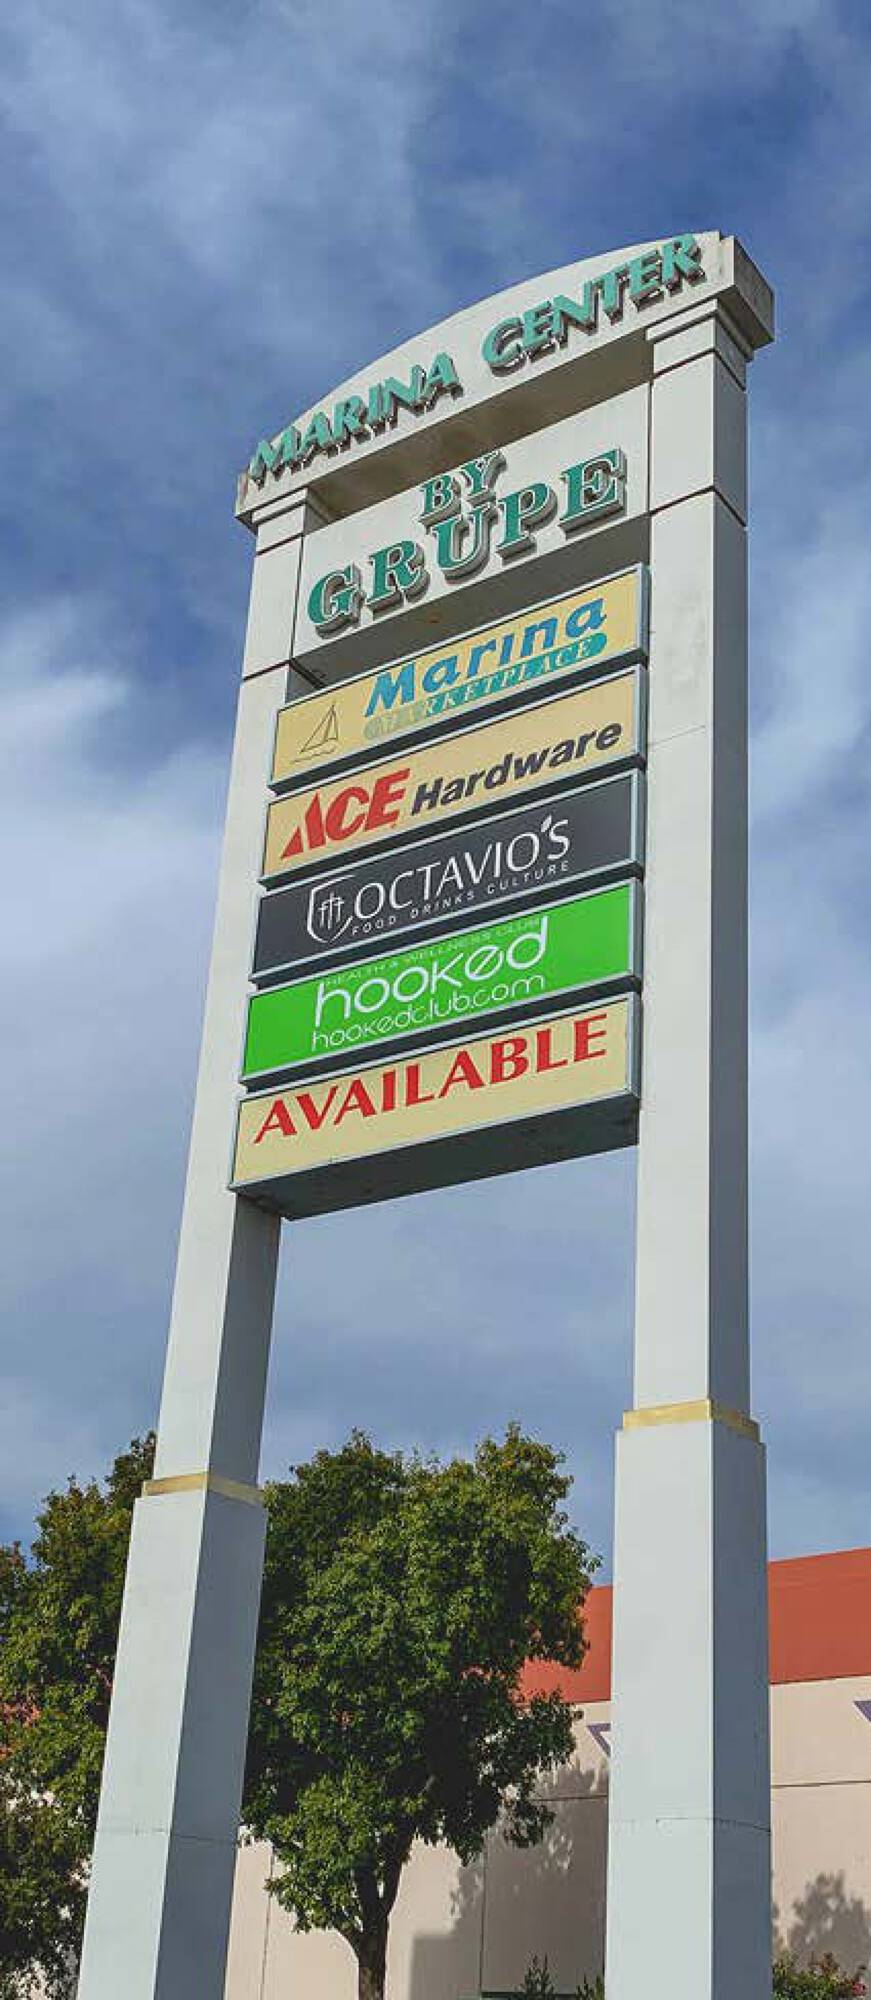 MARINA CENTER
BY
GRUPE
Marina
MARKETPLACE
ACE Hardware
OCTAVIO'S
FOOD DRINKS CULTURE
HEALTH & WELLNESS CLUB
hooked
hookedclub.com
AVAILABLE